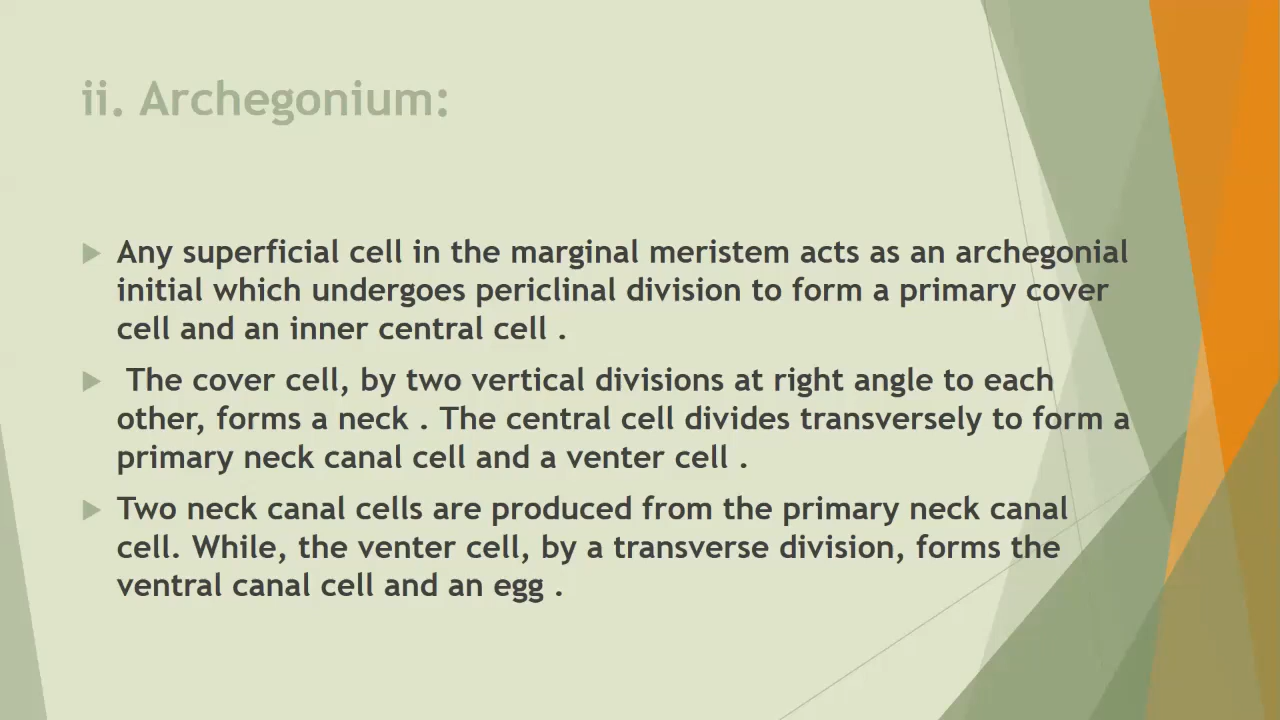 ii. Archegonium:
Any superficial cell in the marginal meristem acts as an archegonial
initial which undergoes periclinal division to form a primary cover
cell and an inner central cell .
The cover cell, by two vertical divisions at right angle to each
other, forms a neck . The central cell divides transversely to form a
primary neck canal cell and a venter cell .
Two neck canal cells are produced from the primary neck canal
cell. While, the venter cell, by a transverse division, forms the
ventral canal cell and an egg .